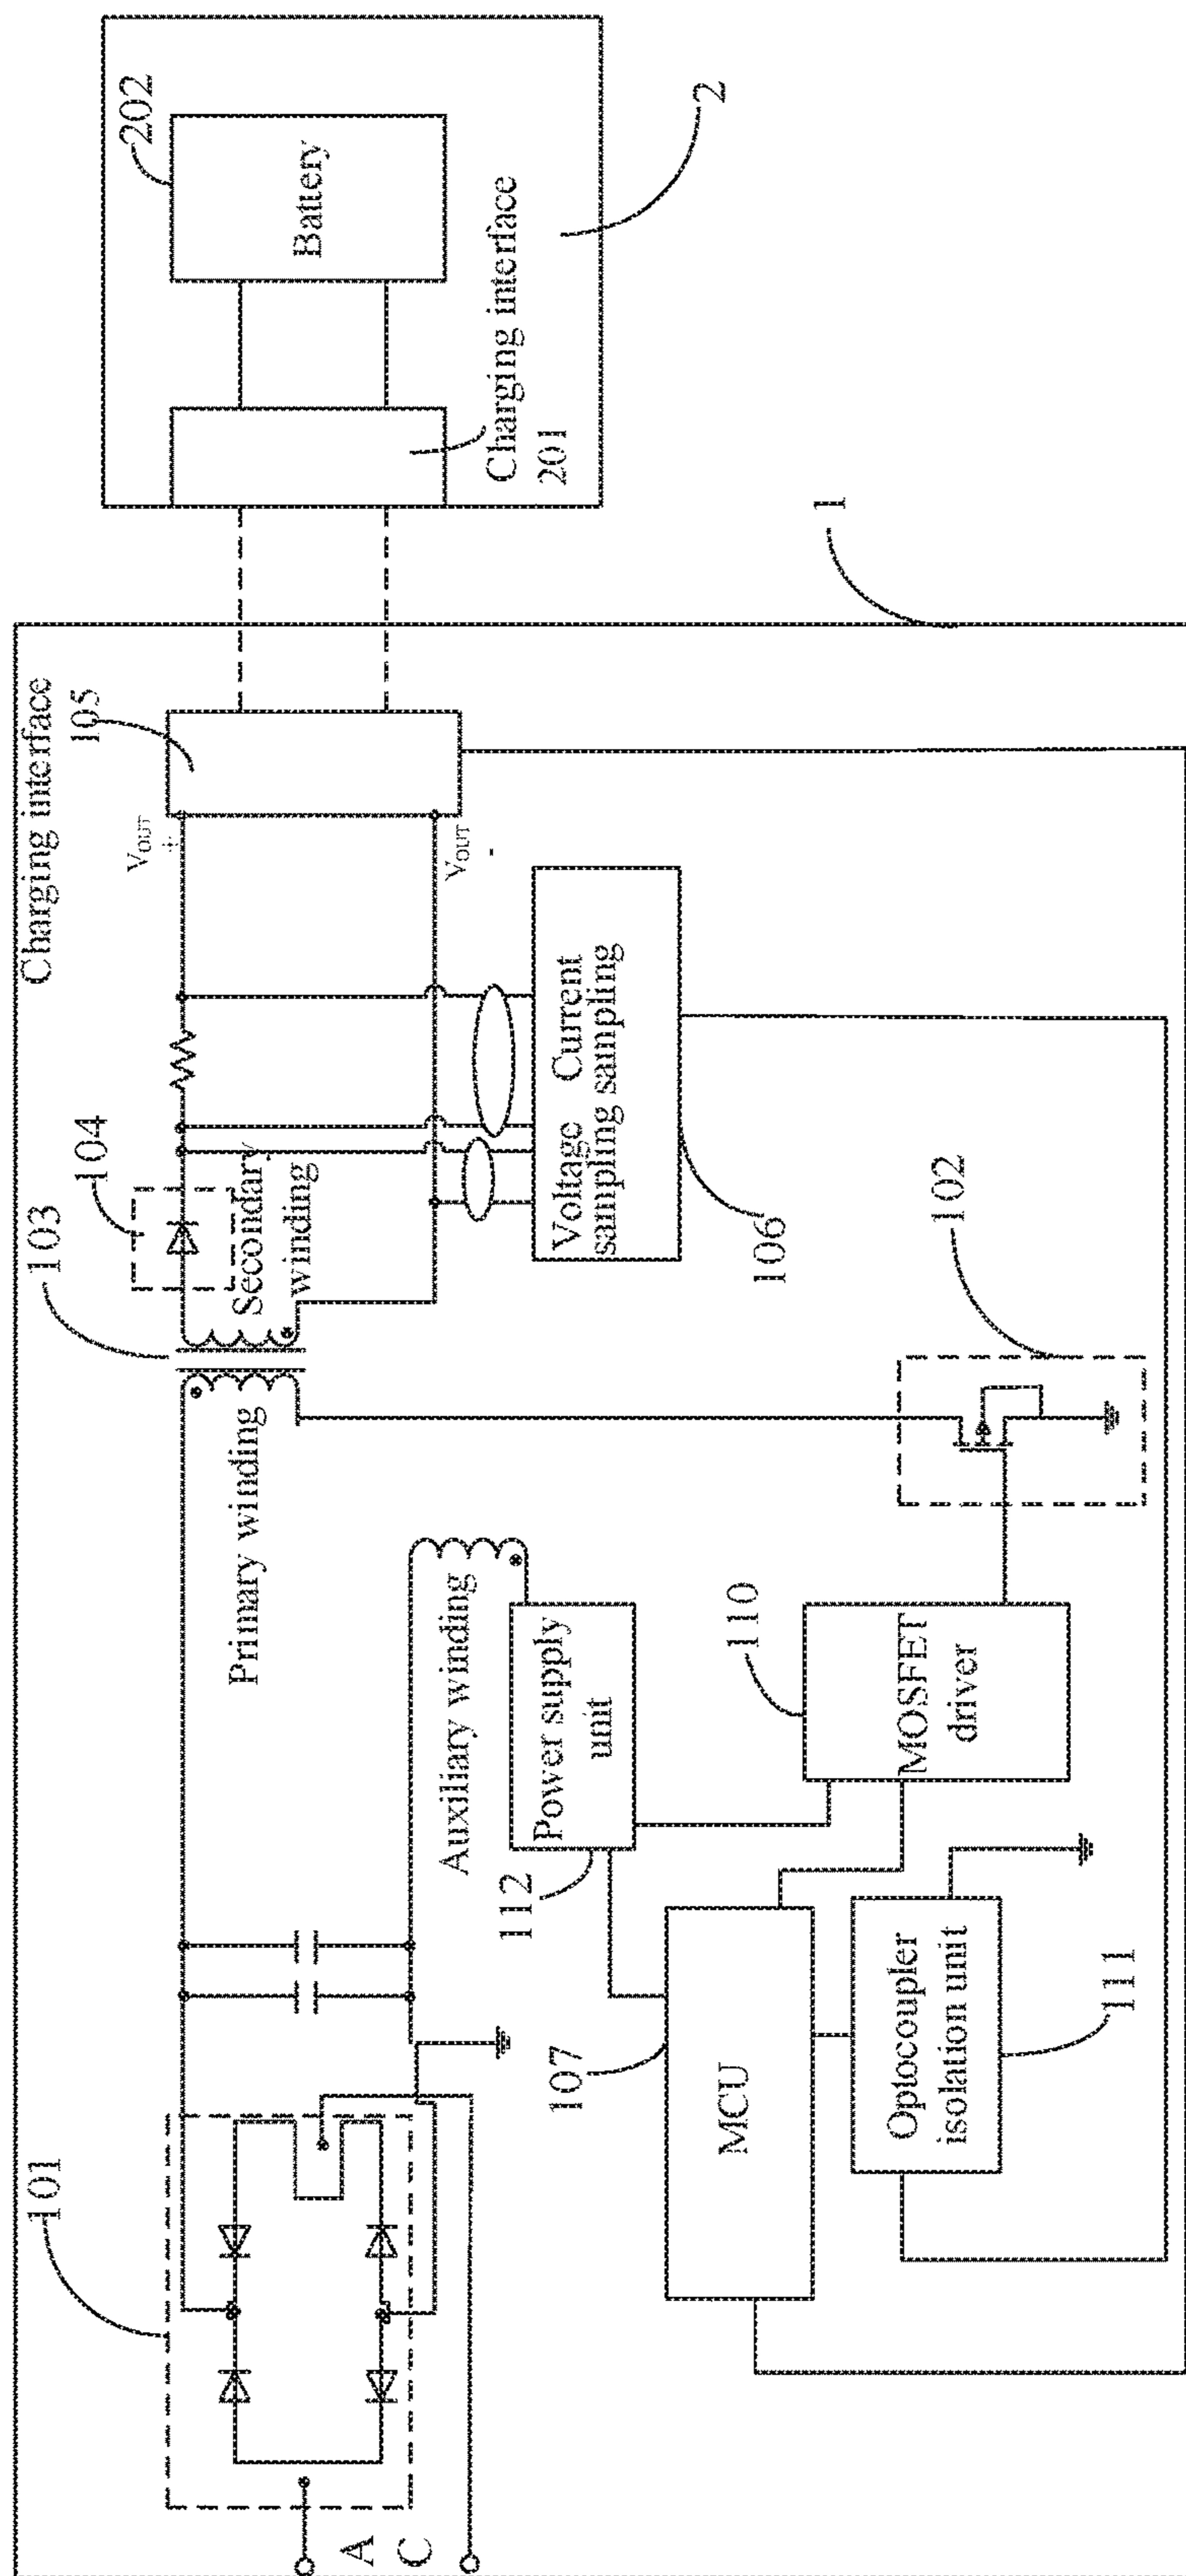 Charging interface
105
202
Battery
Charging interface
201
2
1
104
103
Secondary
winding
VOUT
+
VOUT
-
Voltage Current
sampling sampling
106
102
Primary winding
Auxiliary winding
Power supply
unit
112
110
MOSFET
driver
101
A
C
107
MCU
Optocoupler
isolation unit
111